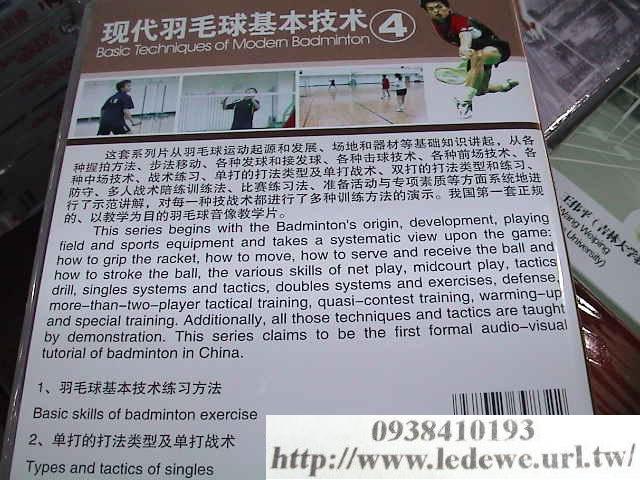 现代羽毛球基本技术 4
Basic Techniques of Modern Badminton
这套系列片从羽毛球运动起源和发展、场地和器材等基础知识讲起，从各
种握拍方法、步法移动、各种发球和接发球、各种击球技术、各种前场技术、各
种中场技术、战术练习、单打的打法类型及单打战术、双打的打法类型和练习、
防守、多人战术陪练训练法、比赛练习法、准备活动与专项素质等方面系统地进
行了示范讲解，对每一种技战术都进行了多种训练方法的演示。我国第一套正规
的、以教学为目的羽毛球音像教学片。
This series begins with the Badminton's origin, development, playing
field and sports equipment and takes a systematic view upon the game:
how to grip the racket, how to move, how to serve and receive the ball and
how to stroke the ball, the various skills of net play, midcourt play, tactics
drill, singles systems and tactics, doubles systems and exercises, defense,
more-than-two-player tactical training, quasi-contest training, warming-up
and special training. Additionally, all those techniques and tactics are taught
by demonstration. This series claims to be the first formal audio-visual
tutorial of badminton in China.
1、羽毛球基本技术练习方法
Basic skills of badminton exercise
2、单打的打法类型及单打战术
Types and tactics of singles
Wang Weiping
University)
0938410193
http://www.ledewe.url.tw/